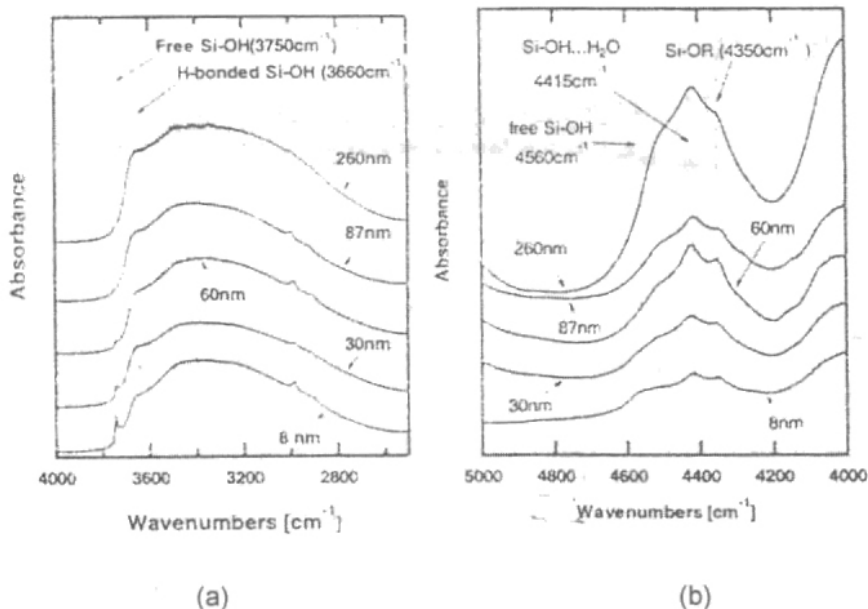 Free Si-OH(3750cm⁻¹)
H-bonded Si-OH (3660cm⁻¹)
260nm
87nm
60nm
30nm
8 nm
Absorbance
4000 3600 3200 2800
Wavenumbers [cm⁻¹]
(a)
Si-OH...H₂O
4415cm⁻¹
Si-OR (4350cm⁻¹)
free Si-OH
4560cm⁻¹
60nm
260nm
87nm
30nm
8nm
Absorbance
5000 4800 4600 4400 4200 4000
Wavenumbers [cm⁻¹]
(b)